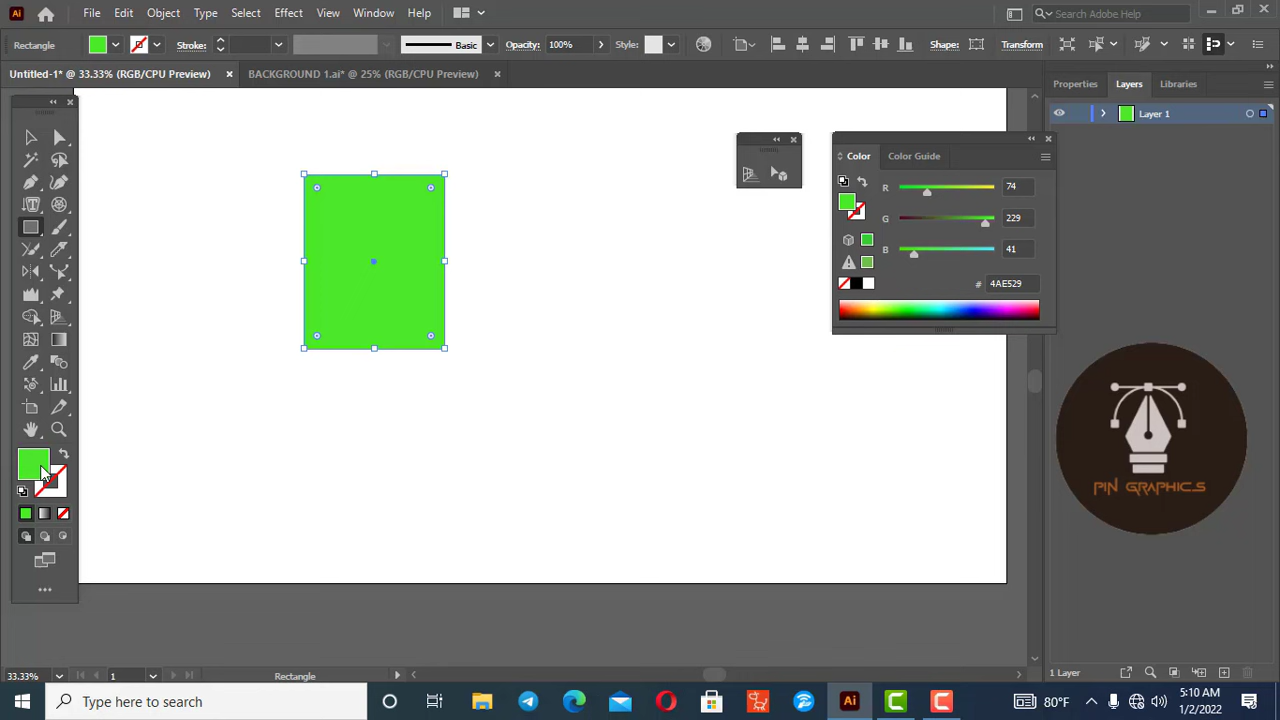 Ai File Edit Object Type Select Effect View Window Help Search Adobe Help
Rectangle Stroke: Basic Opacity: 100% Style: Shape: Transform
Untitled-1* @ 33.33% (RGB/CPU Preview) BACKGROUND 1.ai* @ 25% (RGB/CPU Preview)
Properties Layers Libraries
Layer 1
Color Color Guide
R 74
G 229
B 41
# 4AE529
PIN GRAPHICS
33.33% 1 Rectangle 1 Layer
Type here to search
Ai
80°F
5:10 AM
1/2/2022